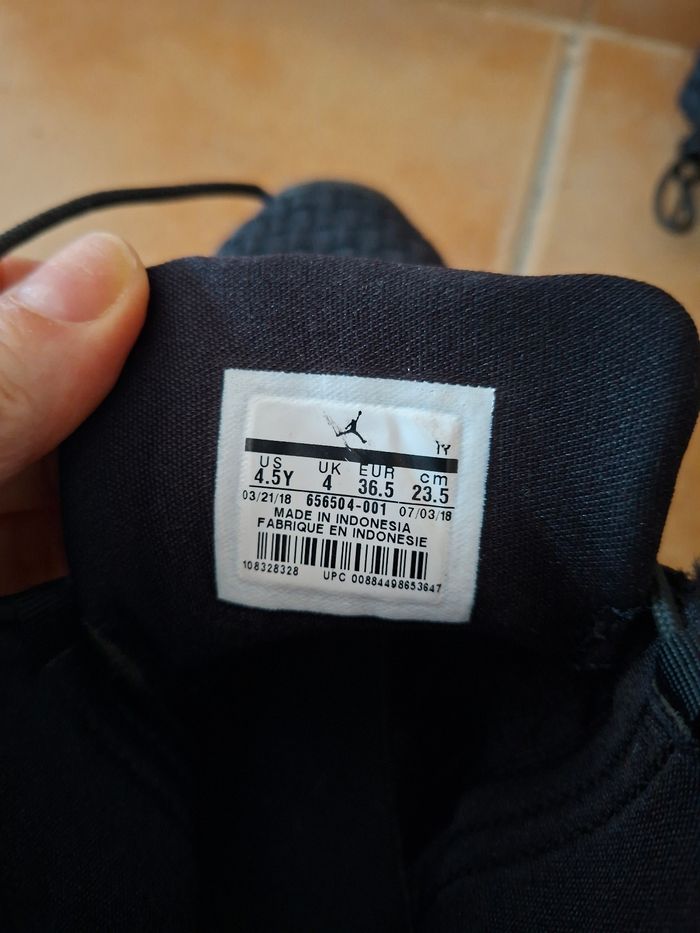 1Y
US UK EUR cm
4.5Y 4 36.5 23.5
03/21/18 656504-001 07/03/18
MADE IN INDONESIA
FABRIQUE EN INDONESIE
108328328 UPC 00884498653647